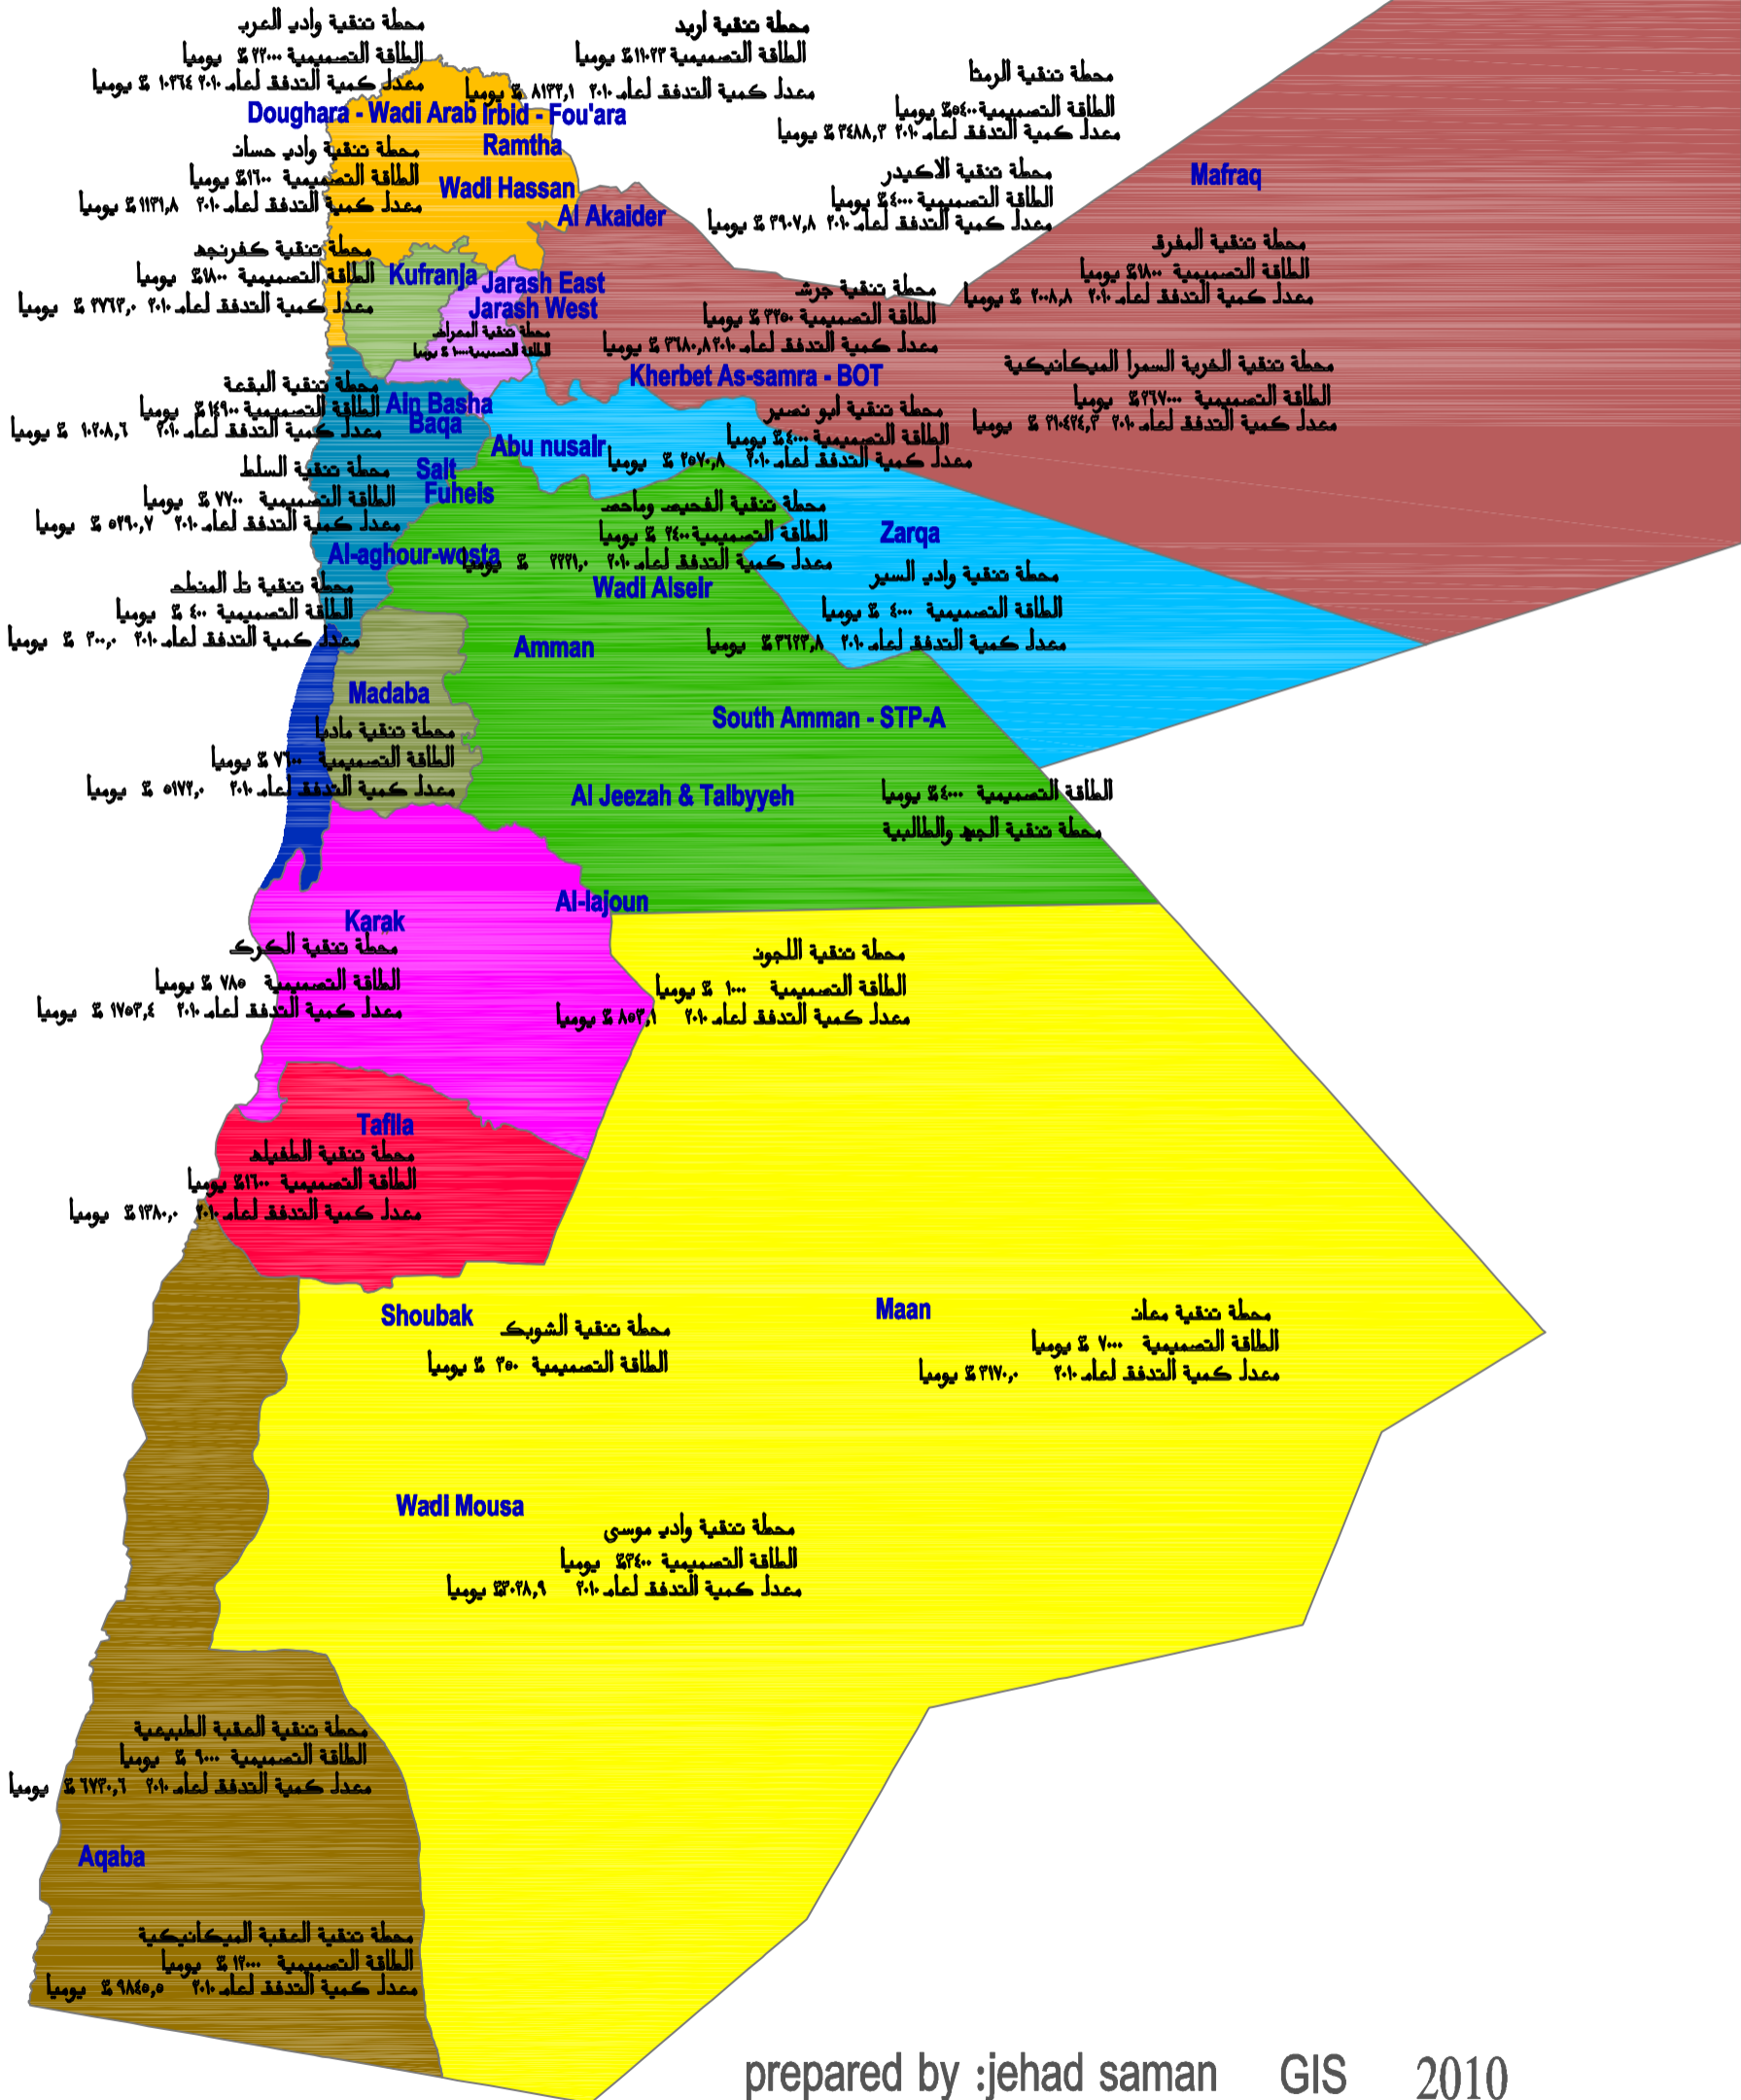 محطة تنقية وادي العرب
الطاقة التصميمية ٢٢٠٠٠ م٣ يوميا
معدل كمية التدفق لعام ٢٠١٠ ١٠٢٦٤ م٣ يوميا
محطة تنقية اربد
الطاقة التصميمية ١١٠٢٣ م٣ يوميا
معدل كمية التدفق لعام ٢٠١٠ ٨١٣٢,١ م٣ يوميا
محطة تنقية الرمثا
الطاقة التصميمية ٥٤٠٠ م٣ يوميا
معدل كمية التدفق لعام ٢٠١٠ ٣٤٨٨,٣ م٣ يوميا
Doughara - Wadi Arab
Irbid - Fou'ara
Ramtha
محطة تنقية وادي حسان
الطاقة التصميمية ١٦٠٠ م٣ يوميا
معدل كمية التدفق لعام ٢٠١٠ ١١٣١,٨ م٣ يوميا
Wadi Hassan
Al Akaider
محطة تنقية الاكيدر
الطاقة التصميمية ٤٠٠٠ م٣ يوميا
معدل كمية التدفق لعام ٢٠١٠ ٣٩٠٧,٨ م٣ يوميا
Mafraq
محطة تنقية المفرق
الطاقة التصميمية ١٨٠٠ م٣ يوميا
معدل كمية التدفق لعام ٢٠١٠ ٢٠٠٨,٨ م٣ يوميا
محطة تنقية كفرنجه
الطاقة التصميمية ١٨٠٠ م٣ يوميا
معدل كمية التدفق لعام ٢٠١٠ ٢٧٦٣,٠ م٣ يوميا
Kufranja
Jarash East
Jarash West
محطة تنقية المعراض
الطاقة التصميمية ١٠٠٠ م٣ يوميا
محطة تنقية جرش
الطاقة التصميمية ٣٢٥٠ م٣ يوميا
معدل كمية التدفق لعام ٢٠١٠ ٣٦٨٠,٨ م٣ يوميا
Kherbet As-samra - BOT
محطة تنقية الخربة السمرا الميكانيكية
الطاقة التصميمية ٢٦٧٠٠٠ م٣ يوميا
معدل كمية التدفق لعام ٢٠١٠ م٣ يوميا
محطة تنقية البقعة
الطاقة التصميمية ١٤٩٠٠ م٣ يوميا
معدل كمية التدفق لعام ٢٠١٠ ١٠٢٠٨,٦ م٣ يوميا
Ain Basha
Baqa
Abu nusair
محطة تنقية ابو نصير
الطاقة التصميمية ٤٠٠٠ م٣ يوميا
معدل كمية التدفق لعام ٢٠١٠ ٢٥٧٠,٨ م٣ يوميا
محطة تنقية السلط
الطاقة التصميمية ٧٧٠٠ م٣ يوميا
معدل كمية التدفق لعام ٢٠١٠ ٥٢٩٠,٧ م٣ يوميا
Salt
Fuheis
محطة تنقية الفحيص وماحص
الطاقة التصميمية ٢٤٠٠ م٣ يوميا
معدل كمية التدفق لعام ٢٠١٠ ٢٢٢١,٠ م٣ يوميا
Zarqa
Al-aghour-wosta
محطة تنقية تل المنطح
الطاقة التصميمية ٤٠٠ م٣ يوميا
معدل كمية التدفق لعام ٢٠١٠ ٣٠٠,٠ م٣ يوميا
Wadi Alseir
محطة تنقية وادي السير
الطاقة التصميمية ٤٠٠٠ م٣ يوميا
معدل كمية التدفق لعام ٢٠١٠ ٣٦٢٣,٨ م٣ يوميا
Amman
Madaba
محطة تنقية مادبا
الطاقة التصميمية ٧٦٠٠ م٣ يوميا
معدل كمية التدفق لعام ٢٠١٠ ٥١٧٢,٠ م٣ يوميا
South Amman - STP-A
Al Jeezah & Talbyyeh
الطاقة التصميمية ٤٠٠٠ م٣ يوميا
محطة تنقية الجيزه والطالبية
Al-lajoun
Karak
محطة تنقية الكرك
الطاقة التصميمية ٧٨٥ م٣ يوميا
معدل كمية التدفق لعام ٢٠١٠ ١٧٥٣,٤ م٣ يوميا
محطة تنقية اللجون
الطاقة التصميمية ١٠٠٠ م٣ يوميا
معدل كمية التدفق لعام ٢٠١٠ ٨٥٣,١ م٣ يوميا
Tafila
محطة تنقية الطفيله
الطاقة التصميمية ١٦٠٠ م٣ يوميا
معدل كمية التدفق لعام ٢٠١٠ ١٣٨٠,٠ م٣ يوميا
Shoubak
محطة تنقية الشوبك
الطاقة التصميمية ٣٥٠ م٣ يوميا
Maan
محطة تنقية معان
الطاقة التصميمية ٧٠٠٠ م٣ يوميا
معدل كمية التدفق لعام ٢٠١٠ ٣١٧٠,٠ م٣ يوميا
Wadi Mousa
محطة تنقية وادي موسى
الطاقة التصميمية ٣٤٠٠ م٣ يوميا
معدل كمية التدفق لعام ٢٠١٠ ٣٠٢٨,٩ م٣ يوميا
محطة تنقية العقبة الطبيعية
الطاقة التصميمية ٩٠٠٠ م٣ يوميا
معدل كمية التدفق لعام ٢٠١٠ ٦٧٣٠,٦ م٣ يوميا
Aqaba
محطة تنقية العقبة الميكانيكية
الطاقة التصميمية ١٢٠٠٠ م٣ يوميا
معدل كمية التدفق لعام ٢٠١٠ ٩٨٤٥,٥ م٣ يوميا
prepared by :jehad saman GIS 2010